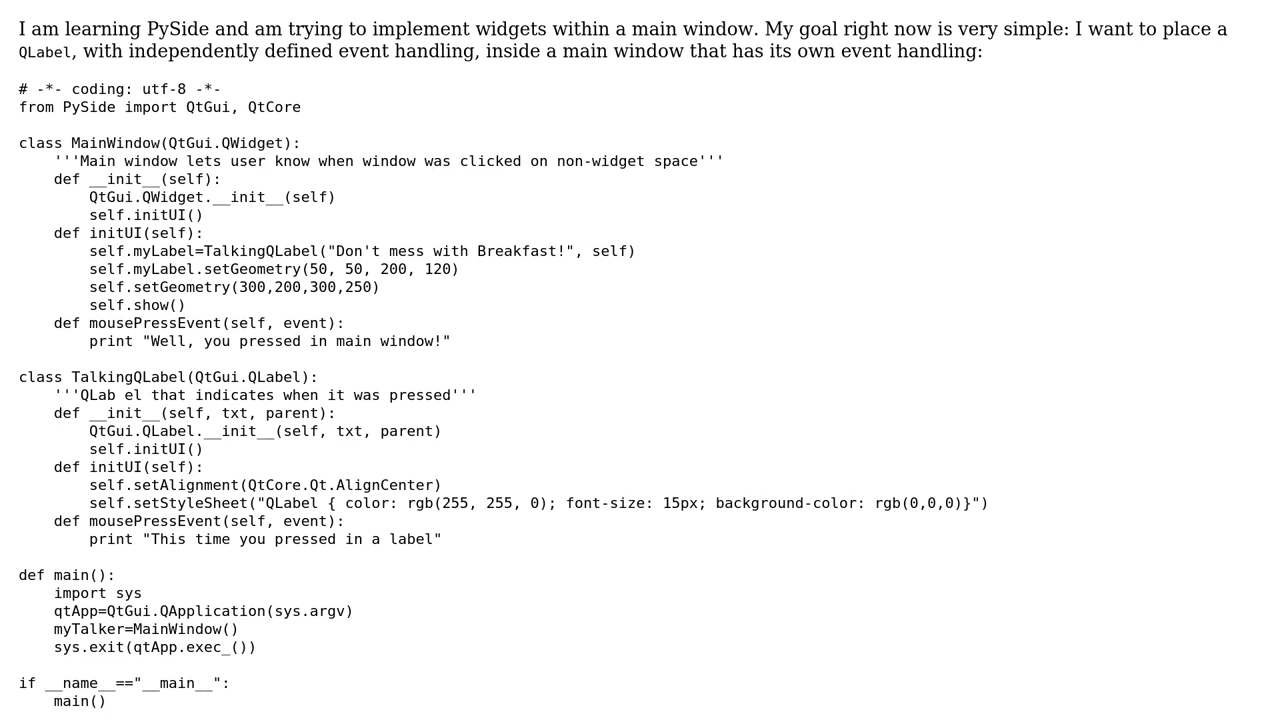 I am learning PySide and am trying to implement widgets within a main window. My goal right now is very simple: I want to place a
QLabel, with independently defined event handling, inside a main window that has its own event handling:
# -*- coding: utf-8 -*-
from PySide import QtGui, QtCore
class MainWindow(QtGui.QWidget):
    '''Main window lets user know when window was clicked on non-widget space'''
    def __init__(self):
        QtGui.QWidget.__init__(self)
        self.initUI()
    def initUI(self):
        self.myLabel=TalkingQLabel("Don't mess with Breakfast!", self)
        self.myLabel.setGeometry(50, 50, 200, 120)
        self.setGeometry(300,200,300,250)
        self.show()
    def mousePressEvent(self, event):
        print "Well, you pressed in main window!"
class TalkingQLabel(QtGui.QLabel):
    '''QLab el that indicates when it was pressed'''
    def __init__(self, txt, parent):
        QtGui.QLabel.__init__(self, txt, parent)
        self.initUI()
    def initUI(self):
        self.setAlignment(QtCore.Qt.AlignCenter)
        self.setStyleSheet("QLabel { color: rgb(255, 255, 0); font-size: 15px; background-color: rgb(0,0,0)}")
    def mousePressEvent(self, event):
        print "This time you pressed in a label"
def main():
    import sys
    qtApp=QtGui.QApplication(sys.argv)
    myTalker=MainWindow()
    sys.exit(qtApp.exec_())
if __name__=="__main__":
    main()